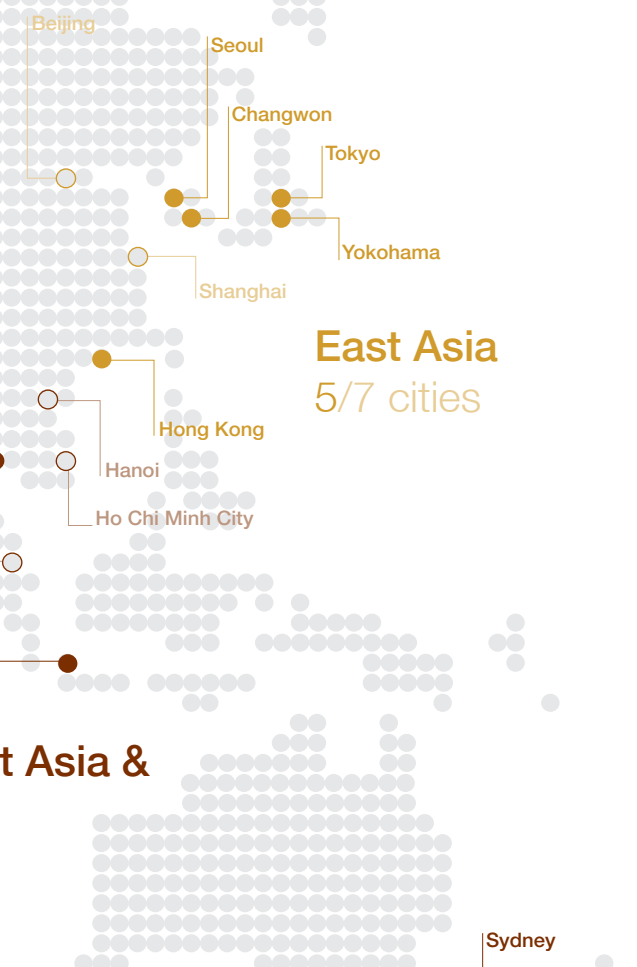 Beijing
Seoul
Changwon
Tokyo
Yokohama
Shanghai
East Asia
5/7 cities
Hong Kong
Hanoi
Ho Chi Minh City
t Asia &
Sydney